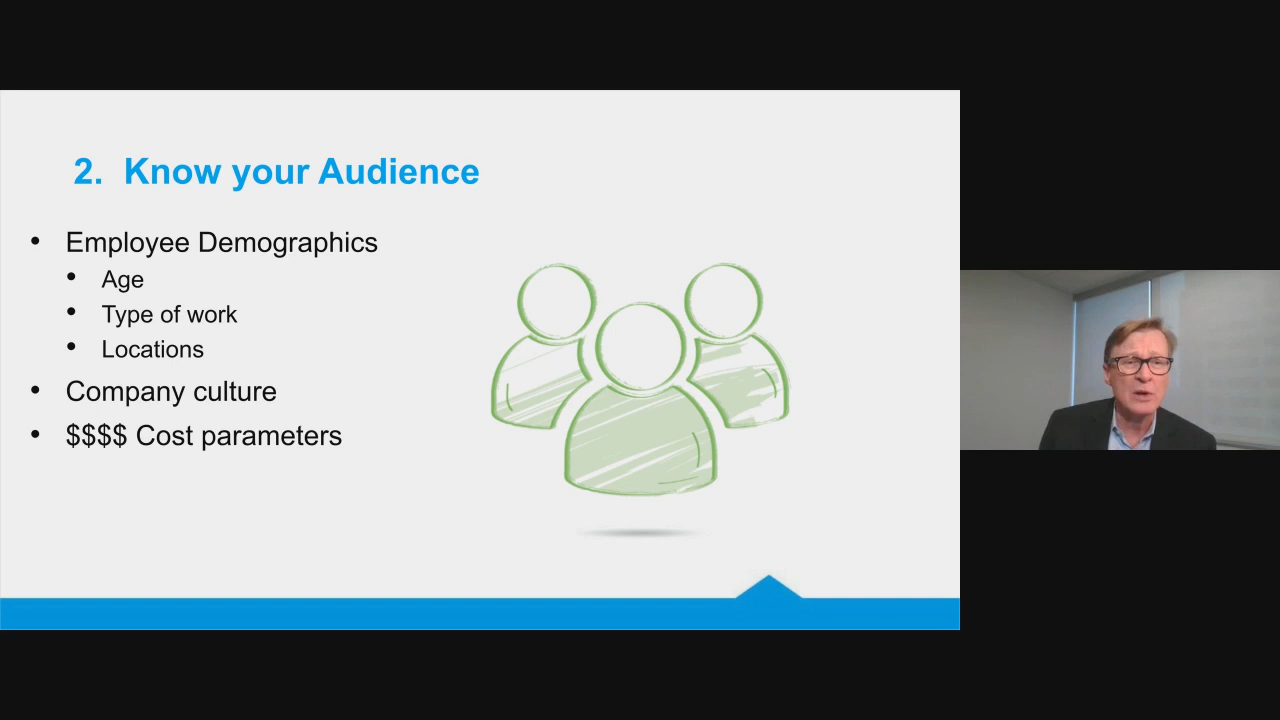 2. Know your Audience
• Employee Demographics
• Age
• Type of work
• Locations
• Company culture
• $$$$ Cost parameters